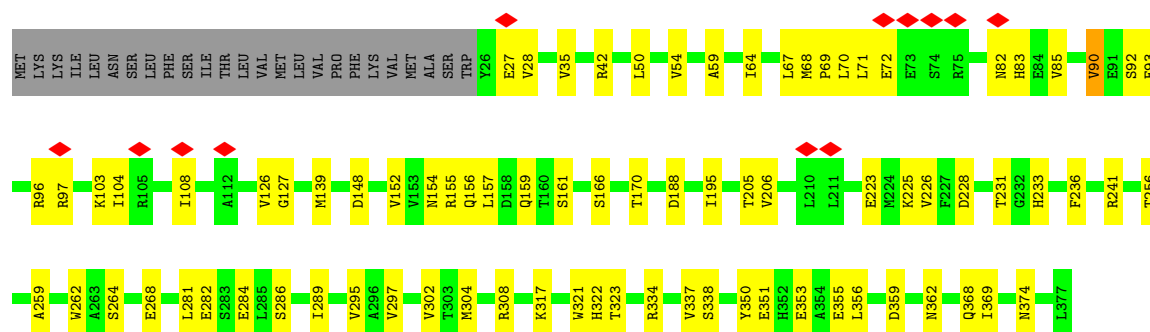 MET LYS LYS ILE LEU ASN SER LEU PHE SER ILE THR LEU VAL MET LEU VAL PRO PHE LYS VAL MET ALA SER TRP Y26 E27 V28 V35 R42 L50 V54 A59 I64 L67 M68 P69 L70 L71 E72 E73 S74 R75 N82 H83 E84 V85 V90 E91 S92 E93
R96 R97 K103 I104 R105 I108 A112 V126 G127 M139 D148 V152 V153 N154 R155 Q156 L157 D158 Q159 T160 S161 S166 T170 D188 I195 T205 V206 L210 L211 E223 M224 K225 V226 F227 D228 T231 G232 H233 F236 R241 T256
A259 W262 A263 S264 E268 L281 E282 S283 E284 L285 S286 I289 V295 A296 V297 V302 T303 M304 R308 K317 W321 H322 T323 R334 V337 S338 Y350 E351 H352 E353 A354 E355 L356 D359 N362 Q368 I369 N374 L377